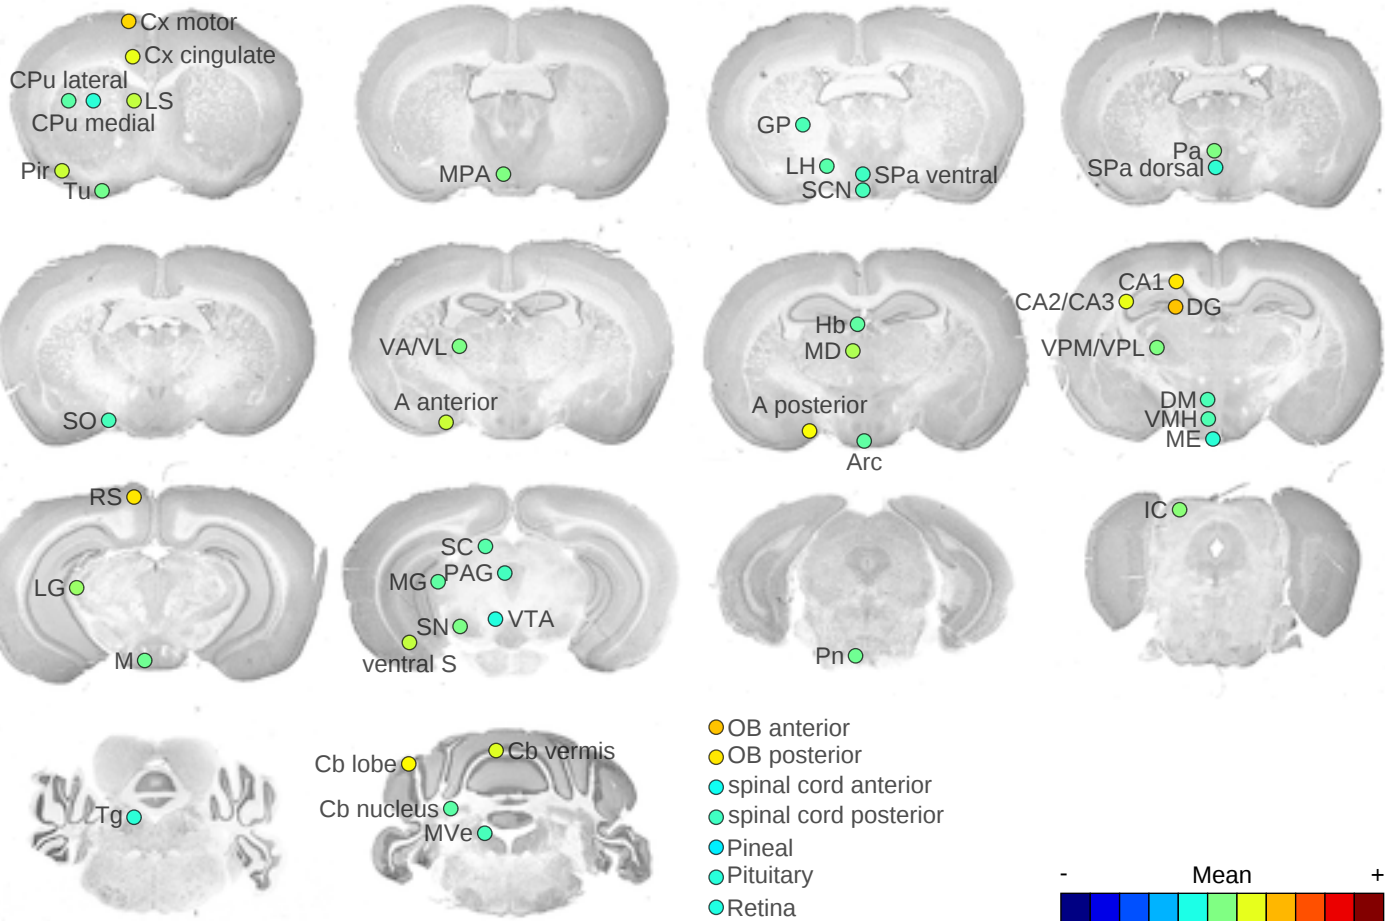 Cx motor
Cx cingulate
CPu lateral
LS
CPu medial
Pir
Tu
MPA
GP
LH
SPa ventral
SCN
Pa
SPa dorsal
SO
VA/VL
A anterior
Hb
MD
A posterior
Arc
CA1
CA2/CA3
DG
VPM/VPL
DM
VMH
ME
RS
LG
M
SC
MG
PAG
SN
VTA
ventral S
Pn
IC
Tg
Cb lobe
Cb vermis
Cb nucleus
MVe
OB anterior
OB posterior
spinal cord anterior
spinal cord posterior
Pineal
Pituitary
Retina
- Mean +